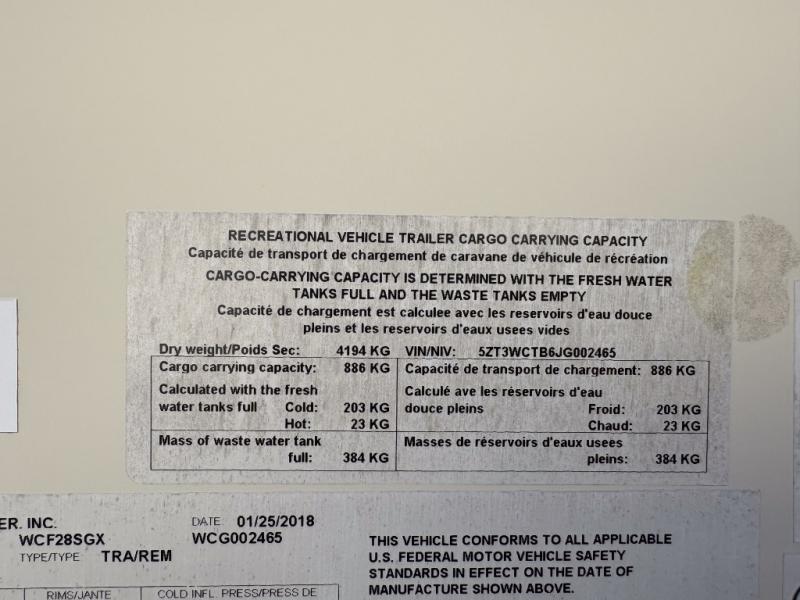 RECREATIONAL VEHICLE TRAILER CARGO CARRYING CAPACITY
Capacité de transport de chargement de caravane de véhicule de récréation
CARGO-CARRYING CAPACITY IS DETERMINED WITH THE FRESH WATER
TANKS FULL AND THE WASTE TANKS EMPTY
Capacité de chargement est calculee avec les reservoirs d'eau douce
pleins et les reservoirs d'eaux usees vides
Dry weight/Poids Sec: 4194 KG VIN/NIV: 5ZT3WCTB6JG002465
Cargo carrying capacity: 886 KG
Calculated with the fresh
water tanks full Cold: 203 KG
Hot: 23 KG
Mass of waste water tank
full: 384 KG
Capacité de transport de chargement: 886 KG
Calculé ave les réservoirs d'eau
douce pleins Froid: 203 KG
Chaud: 23 KG
Masses de réservoirs d'eaux usees
pleins: 384 KG
ER. INC. DATE 01/25/2018
WCF28SGX WCG002465
TYPE/TYPE TRA/REM
RIMS/JANTE COLD INFL. PRESS/PRESS DE
THIS VEHICLE CONFORMS TO ALL APPLICABLE
U.S. FEDERAL MOTOR VEHICLE SAFETY
STANDARDS IN EFFECT ON THE DATE OF
MANUFACTURE SHOWN ABOVE.